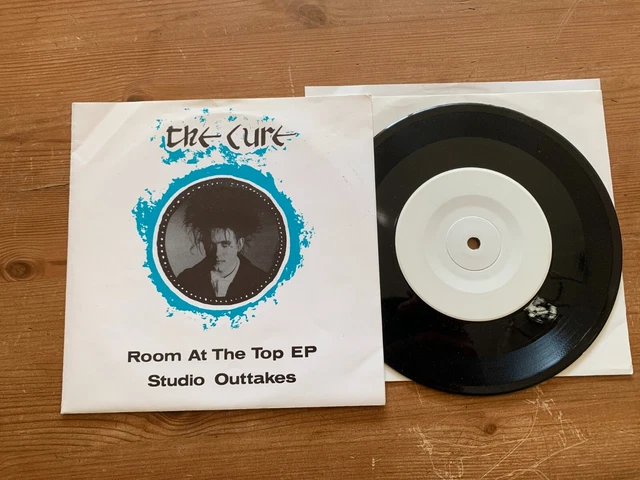 the cure
Room At The Top EP
Studio Outtakes